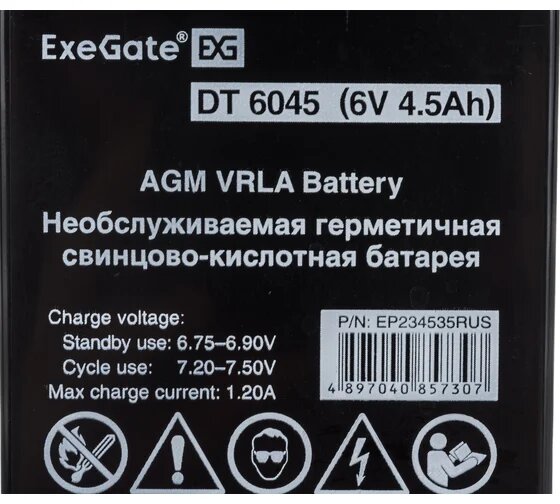 ExeGate® EXG
DT 6045 (6V 4.5Ah)
AGM VRLA Battery
Необслуживаемая герметичная
свинцово-кислотная батарея
Charge voltage:
Standby use: 6.75–6.90V
Cycle use: 7.20–7.50V
Max charge current: 1.20A
P/N: EP234535RUS
4 897040 857307